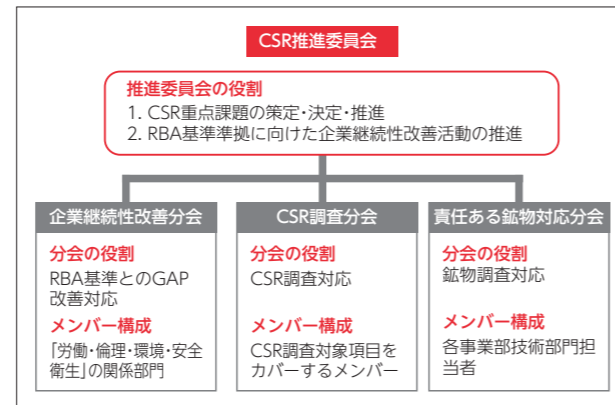 CSR推進委員会
推進委員会の役割
1. CSR重点課題の策定・決定・推進
2. RBA基準準拠に向けた企業継続性改善活動の推進
企業継続性改善分会
分会の役割
RBA基準とのGAP
改善対応
メンバー構成
「労働・倫理・環境・安全
衛生」の関係部門
CSR調査分会
分会の役割
CSR調査対応
メンバー構成
CSR調査対象項目を
カバーするメンバー
責任ある鉱物対応分会
分会の役割
鉱物調査対応
メンバー構成
各事業部技術部門担
当者